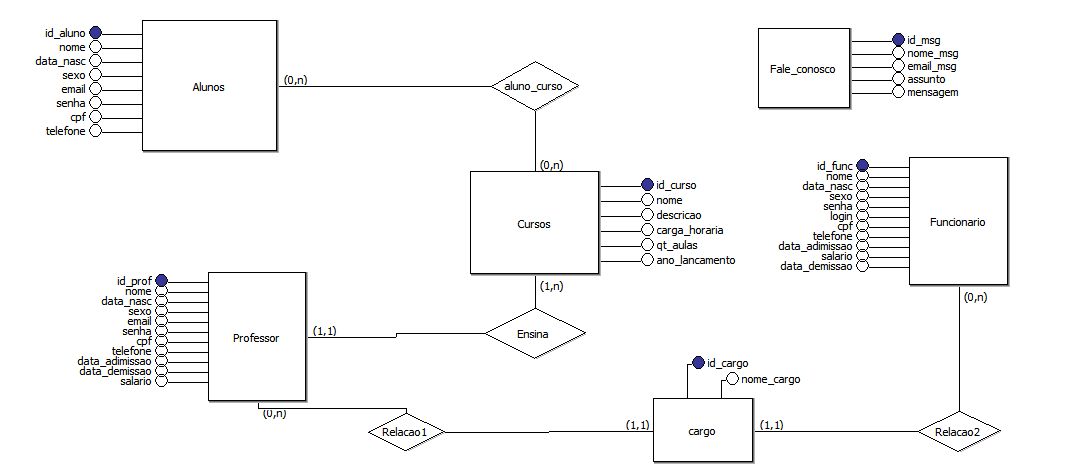 id_aluno
nome
data_nasc
sexo
email
senha
cpf
telefone
Alunos
(0,n)
aluno_curso
(0,n)
Fale_conosco
id_msg
nome_msg
email_msg
assunto
mensagem
Cursos
id_curso
nome
descricao
carga_horaria
qt_aulas
ano_lancamento
(1,n)
id_func
nome
data_nasc
sexo
senha
login
cpf
telefone
data_adimissao
salario
data_demissao
Funcionario
(0,n)
id_prof
nome
data_nasc
sexo
email
senha
cpf
telefone
data_adimissao
data_demissao
salario
Professor
(1,1)
Ensina
(0,n)
Relacao1
(1,1)
id_cargo
nome_cargo
cargo
(1,1)
Relacao2